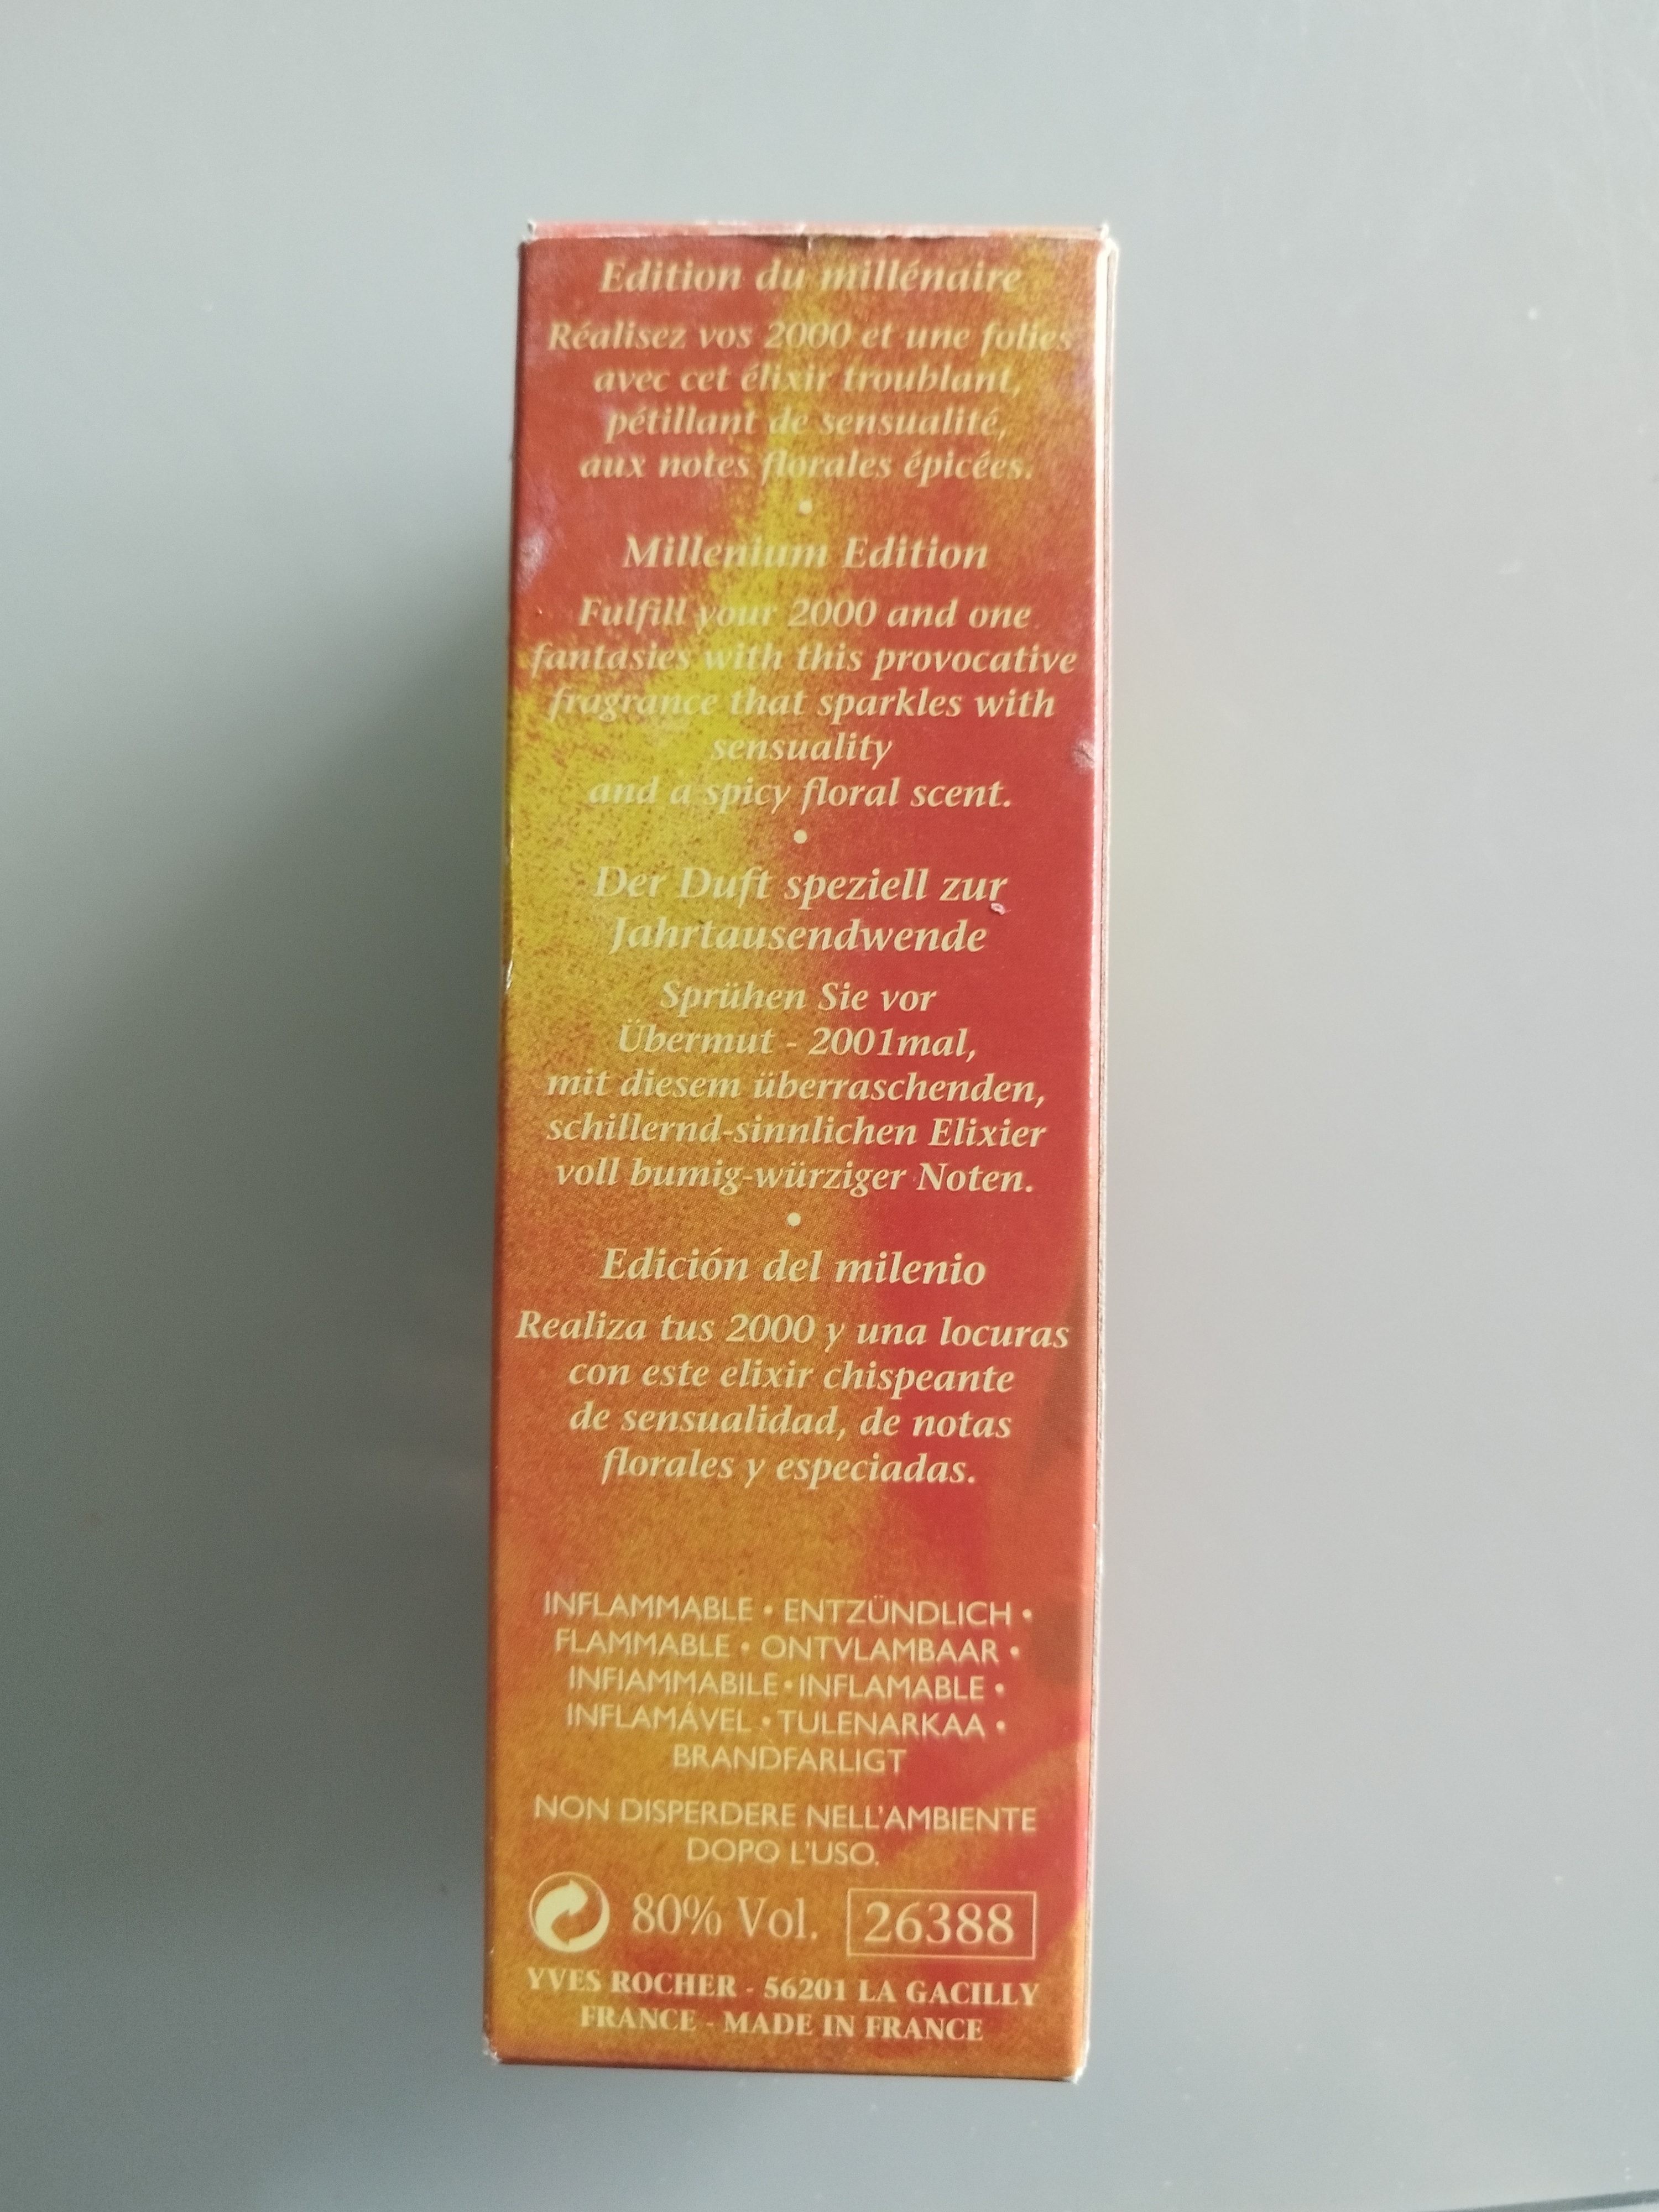 Edition du millénaire
Réalisez vos 2000 et une folies
avec cet élixir troublant,
pétillant de sensualité,
aux notes florales épicées.
•
Millenium Edition
Fulfill your 2000 and one
fantasies with this provocative
fragrance that sparkles with
sensuality
and a spicy floral scent.
•
Der Duft speziell zur
Jahrtausendwende
Sprühen Sie vor
Übermut - 2001mal,
mit diesem überraschenden,
schillernd-sinnlichen Elixier
voll bumig-würziger Noten.
•
Edición del milenio
Realiza tus 2000 y una locuras
con este elixir chispeante
de sensualidad, de notas
florales y especiadas.
INFLAMMABLE • ENTZÜNDLICH •
FLAMMABLE • ONTVLAMBAAR •
INFIAMMABILE • INFLAMABLE •
INFLAMÁVEL • TULENARKAA •
BRANDFARLIGT
NON DISPERDERE NELL'AMBIENTE
DOPO L'USO.
80% Vol. 26388
YVES ROCHER - 56201 LA GACILLY
FRANCE - MADE IN FRANCE